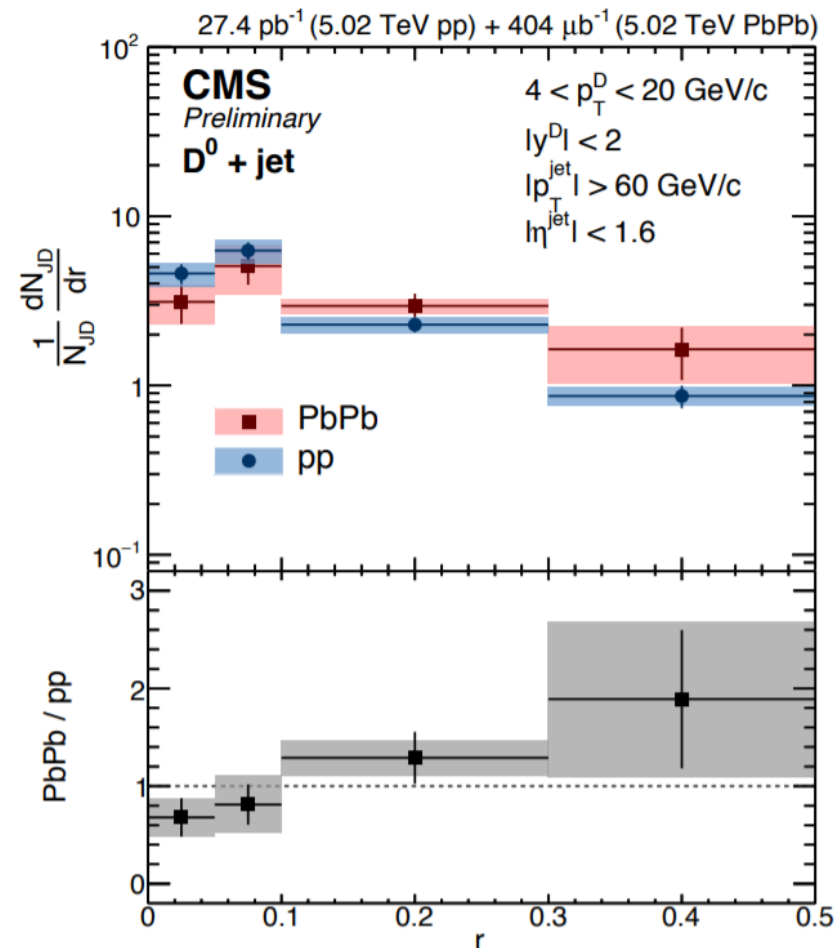 27.4 pb⁻¹ (5.02 TeV pp) + 404 μb⁻¹ (5.02 TeV PbPb)
CMS
Preliminary
D⁰ + jet
4 < p_T^D < 20 GeV/c
|y^D| < 2
|p_T^jet| > 60 GeV/c
|η^jet| < 1.6
10²
10
1
10⁻¹
1/N_JD dN_JD/dr
PbPb
pp
3
2
1
0
PbPb / pp
0 0.1 0.2 0.3 0.4 0.5
r